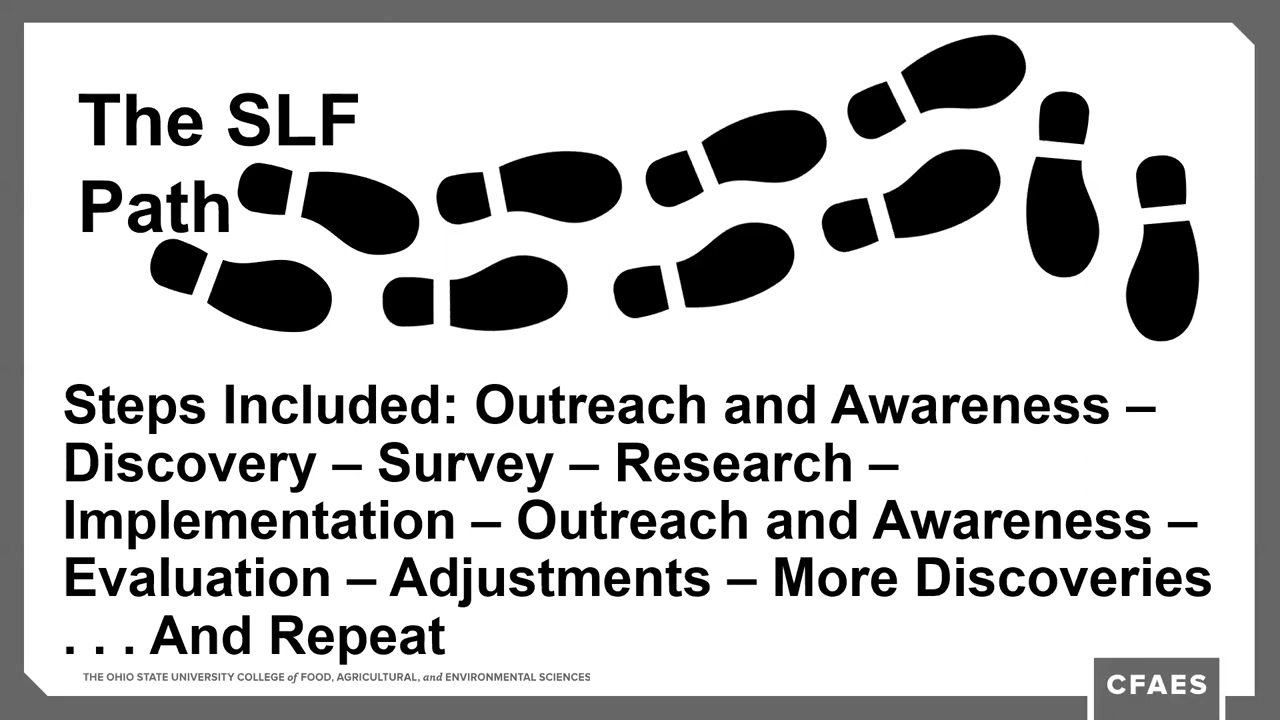 The SLF
Path
Steps Included: Outreach and Awareness –
Discovery – Survey – Research –
Implementation – Outreach and Awareness –
Evaluation – Adjustments – More Discoveries
. . . And Repeat
THE OHIO STATE UNIVERSITY COLLEGE of FOOD, AGRICULTURAL, and ENVIRONMENTAL SCIENCES
CFAES